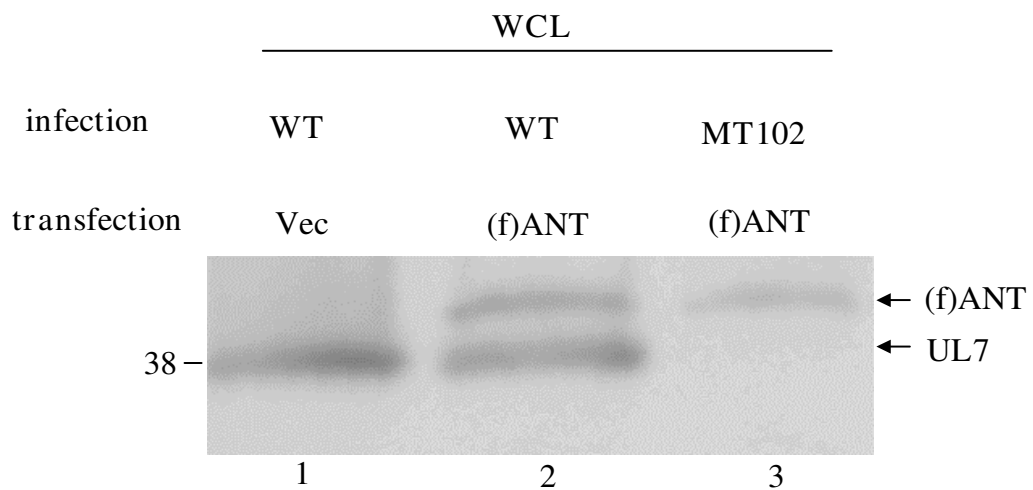 WCL
infection WT WT MT102
transfection Vec (f)ANT (f)ANT
(f)ANT
38 UL7
1 2 3